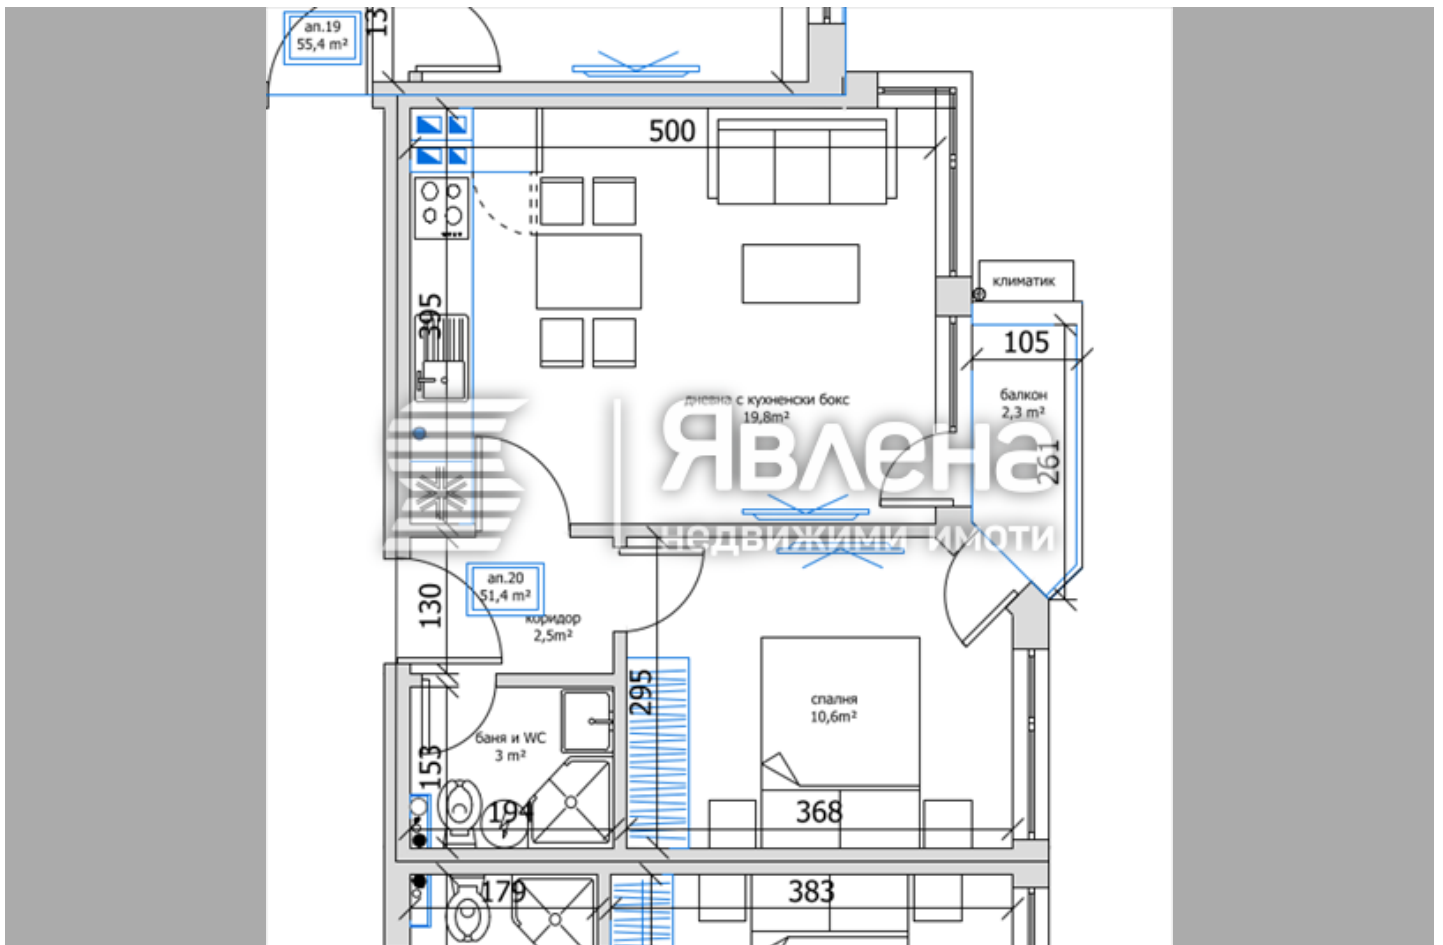 ап.19
55,4 m²
13
500
климатик
395
105
дневна с кухненски бокс
19,8m²
балкон
2,3 m²
Явлена
261
недвижими имоти
ап.20
51,4 m²
130
коридор
2,5m²
295
спалня
10,6m²
баня и WC
3 m²
153
194
368
179
383